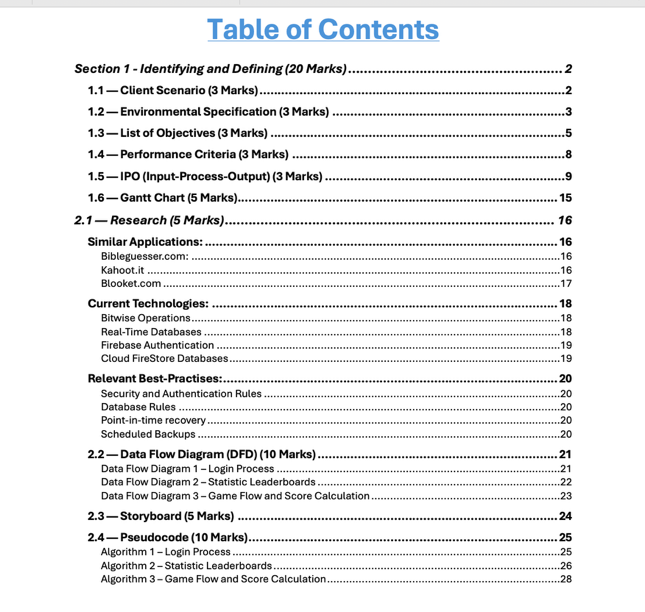 Table of Contents
Section 1 - Identifying and Defining (20 Marks) ........ 2
1.1 — Client Scenario (3 Marks) ........ 2
1.2 — Environmental Specification (3 Marks) ........ 3
1.3 — List of Objectives (3 Marks) ........ 5
1.4 — Performance Criteria (3 Marks) ........ 8
1.5 — IPO (Input-Process-Output) (3 Marks) ........ 9
1.6 — Gantt Chart (5 Marks) ........ 15
2.1 — Research (5 Marks) ........ 16
Similar Applications: ........ 16
Bibleguesser.com: ........ 16
Kahoot.it ........ 16
Blooket.com ........ 17
Current Technologies: ........ 18
Bitwise Operations ........ 18
Real-Time Databases ........ 18
Firebase Authentication ........ 19
Cloud FireStore Databases ........ 19
Relevant Best-Practises: ........ 20
Security and Authentication Rules ........ 20
Database Rules ........ 20
Point-in-time recovery ........ 20
Scheduled Backups ........ 20
2.2 — Data Flow Diagram (DFD) (10 Marks) ........ 21
Data Flow Diagram 1 – Login Process ........ 21
Data Flow Diagram 2 – Statistic Leaderboards ........ 22
Data Flow Diagram 3 – Game Flow and Score Calculation ........ 23
2.3 — Storyboard (5 Marks) ........ 24
2.4 — Pseudocode (10 Marks) ........ 25
Algorithm 1 – Login Process ........ 25
Algorithm 2 – Statistic Leaderboards ........ 26
Algorithm 3 – Game Flow and Score Calculation ........ 28